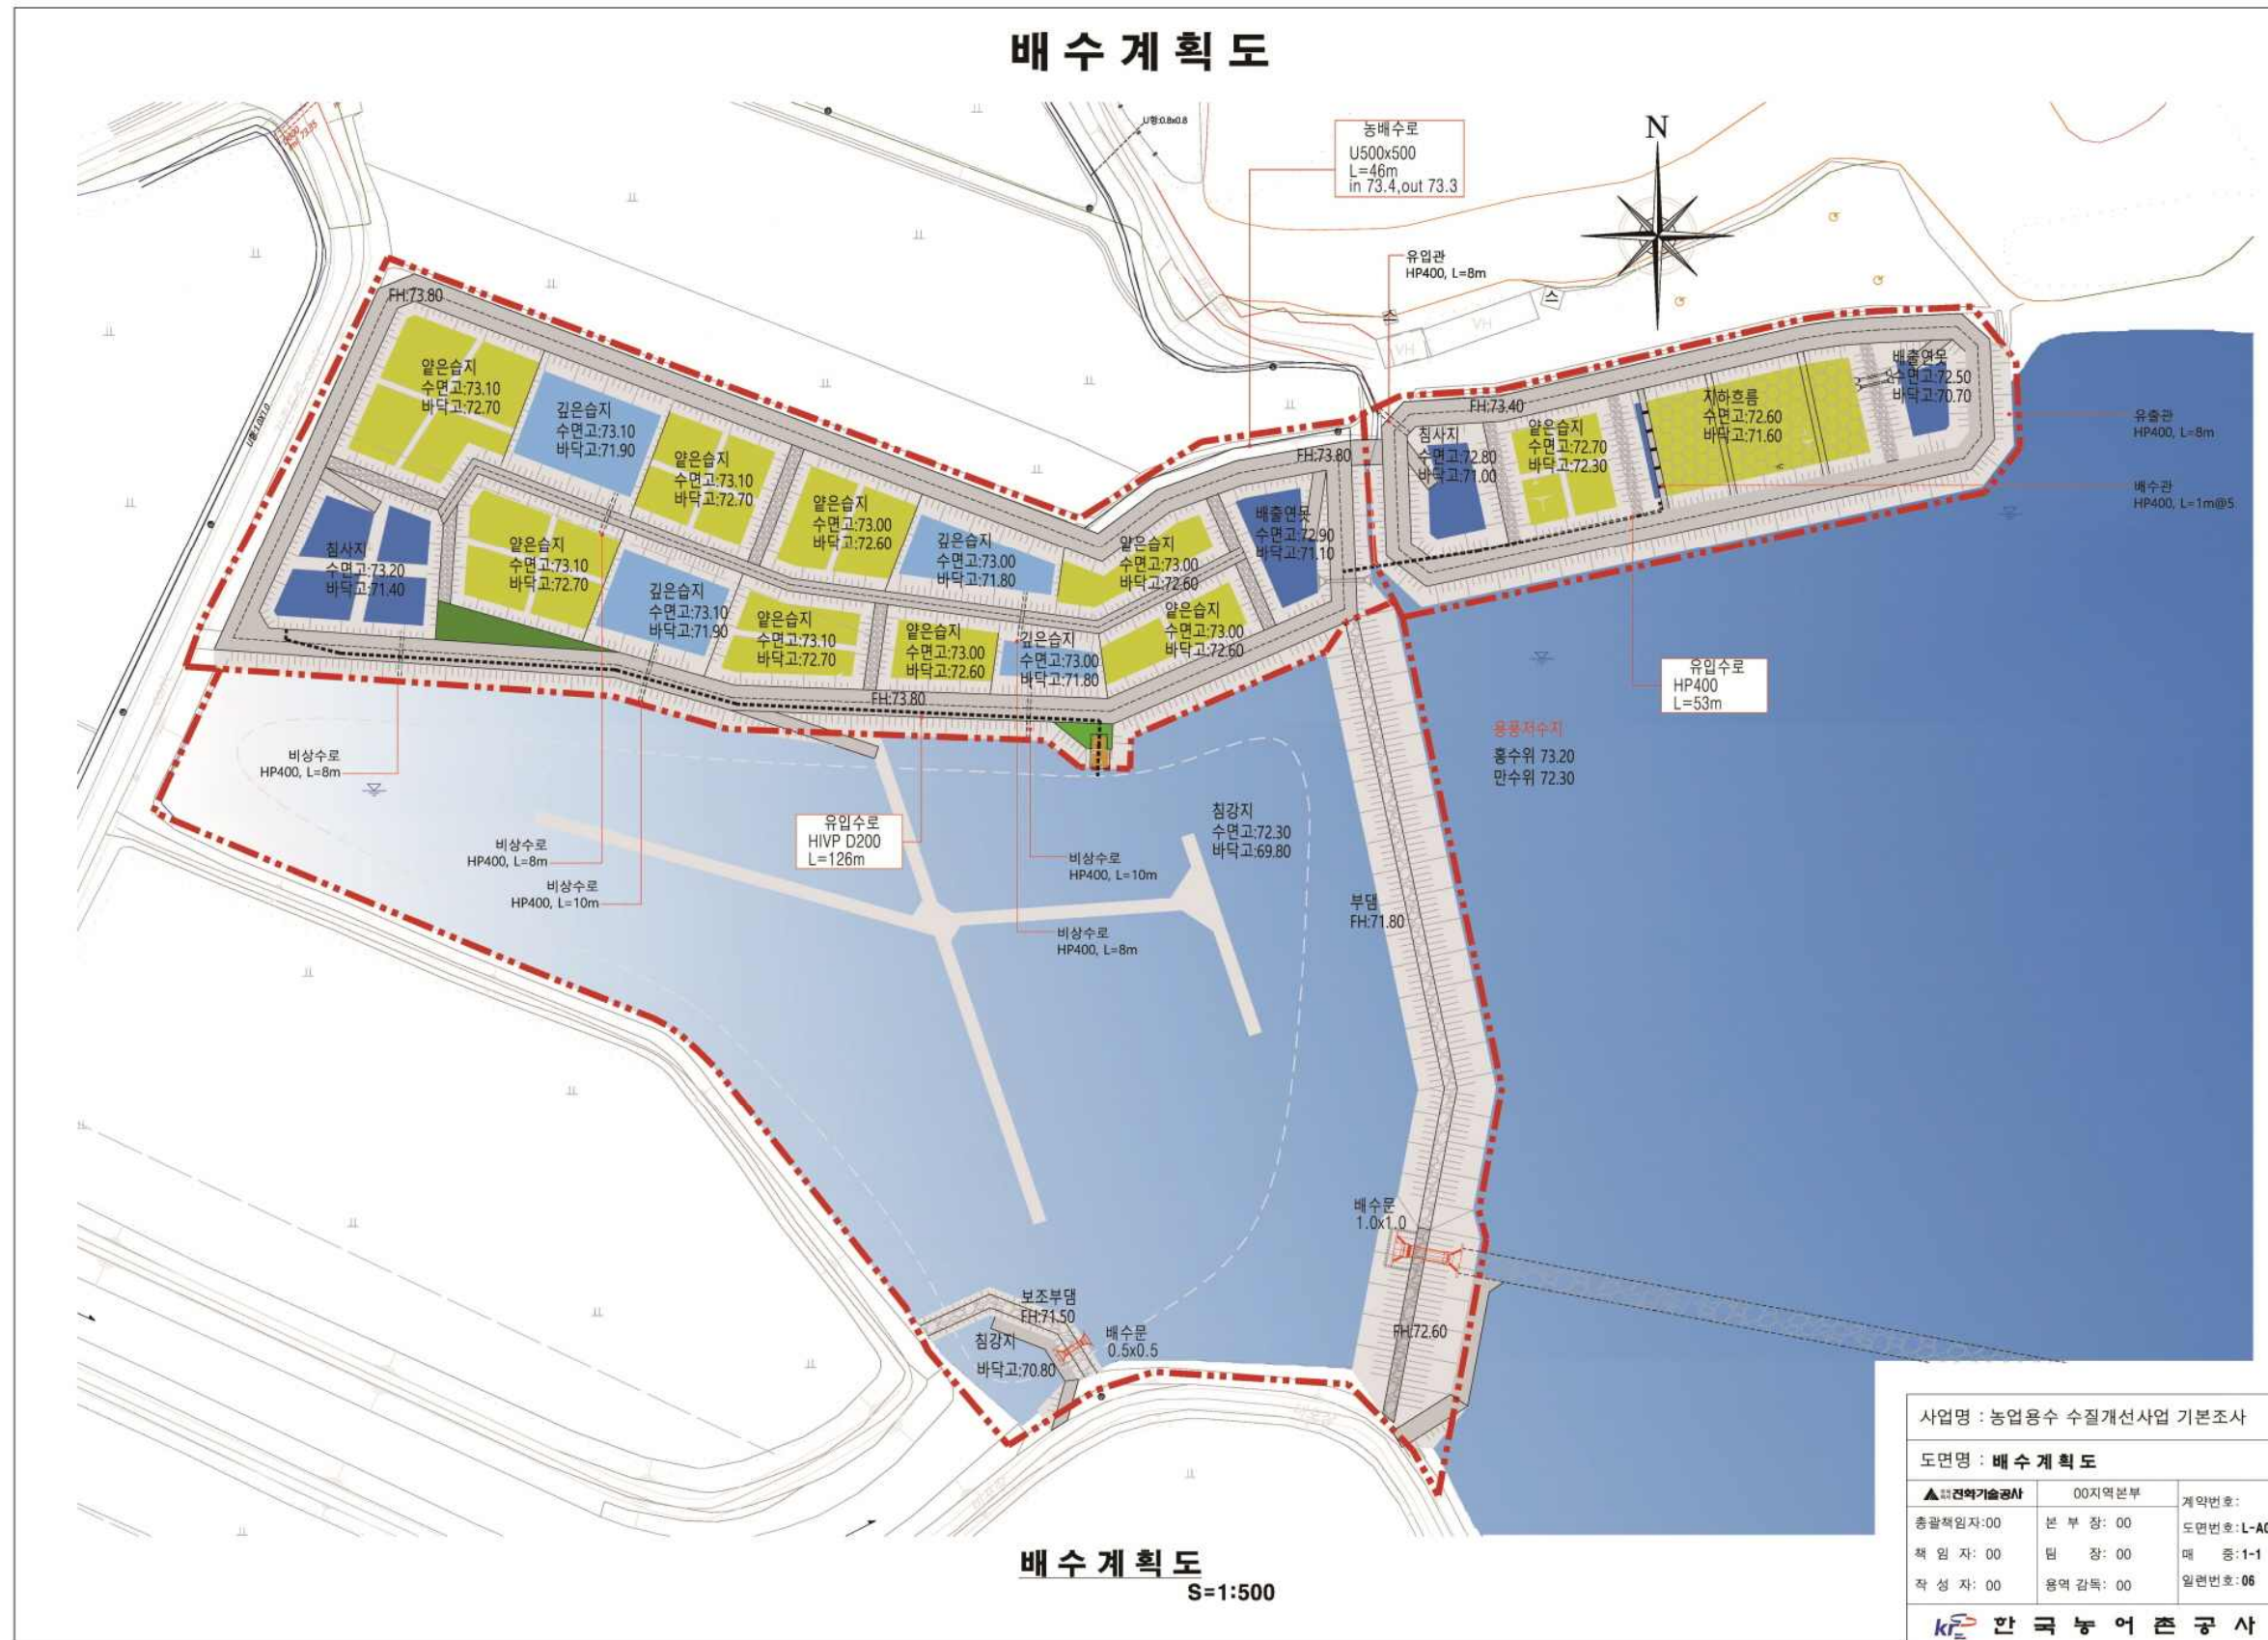 배수계획도
U형:0.8x0.8
농배수로
U500x500
L=46m
in 73.4,out 73.3
N
유입관
HP400, L=8m
스
스
VH
VH
FH:73.80
U형:1.0X1.0
얕은습지
수면고:73.10
바닥고:72.70
깊은습지
수면고:73.10
바닥고:71.90
얕은습지
수면고:73.10
바닥고:72.70
얕은습지
수면고:73.00
바닥고:72.60
깊은습지
수면고:73.00
바닥고:71.80
얕은습지
수면고:73.00
바닥고:72.60
배출연못
수면고:72.90
바닥고:71.10
FH:73.80
FH:73.40
침사지
수면고:72.80
바닥고:71.00
얕은습지
수면고:72.70
바닥고:72.30
지하흐름
수면고:72.60
바닥고:71.60
배출연못
수면고:72.50
바닥고:70.70
유출관
HP400, L=8m
배수관
HP400, L=1m@5
침사지
수면고:73.20
바닥고:71.40
얕은습지
수면고:73.10
바닥고:72.70
깊은습지
수면고:73.10
바닥고:71.90
얕은습지
수면고:73.10
바닥고:72.70
얕은습지
수면고:73.00
바닥고:72.60
깊은습지
수면고:73.00
바닥고:71.80
얕은습지
수면고:73.00
바닥고:72.60
FH:73.80
유입수로
HP400
L=53m
용풍저수지
홍수위 73.20
만수위 72.30
비상수로
HP400, L=8m
비상수로
HP400, L=8m
비상수로
HP400, L=10m
유입수로
HIVP D200
L=126m
비상수로
HP400, L=10m
비상수로
HP400, L=8m
침강지
수면고:72.30
바닥고:69.80
부댐
FH:71.80
배수문
1.0x1.0
보조부댐
FH:71.50
침강지
바닥고:70.80
배수문
0.5x0.5
FH:72.60
배수계획도
S=1:500
사업명 : 농업용수 수질개선사업 기본조사
도면명 : 배수계획도
진화기술공사
00지역본부
계약번호:
총괄책임자:00
본 부 장: 00
도면번호:L-A0
책 임 자: 00
팀 장: 00
매 중:1-1
작 성 자: 00
용역 감독: 00
일련번호:06
한국농어촌공사